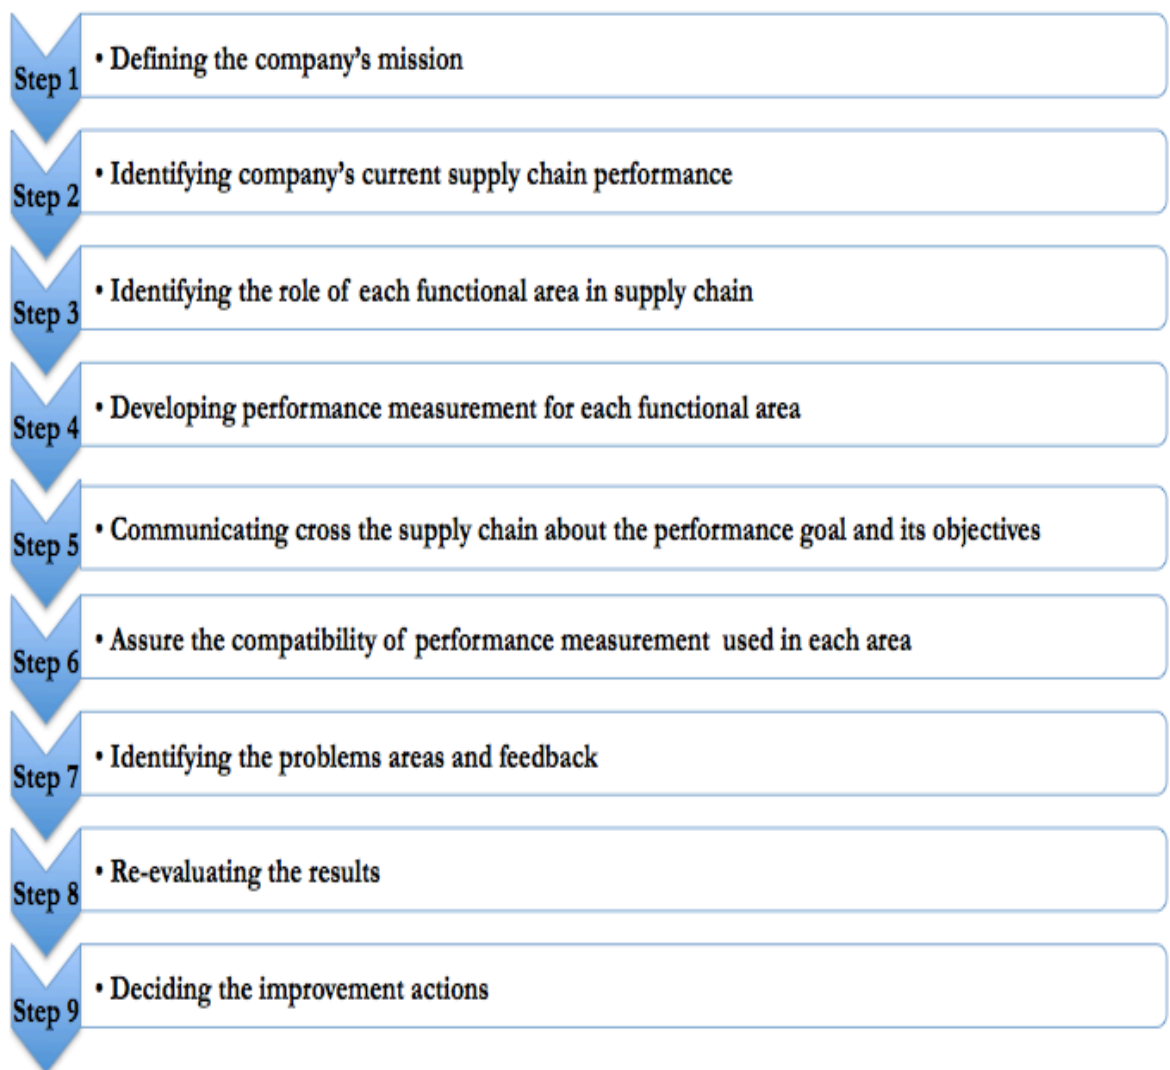 Step 1
• Defining the company's mission
Step 2
• Identifying company's current supply chain performance
Step 3
• Identifying the role of each functional area in supply chain
Step 4
• Developing performance measurement for each functional area
Step 5
• Communicating cross the supply chain about the performance goal and its objectives
Step 6
• Assure the compatibility of performance measurement used in each area
Step 7
• Identifying the problems areas and feedback
Step 8
• Re-evaluating the results
Step 9
• Deciding the improvement actions